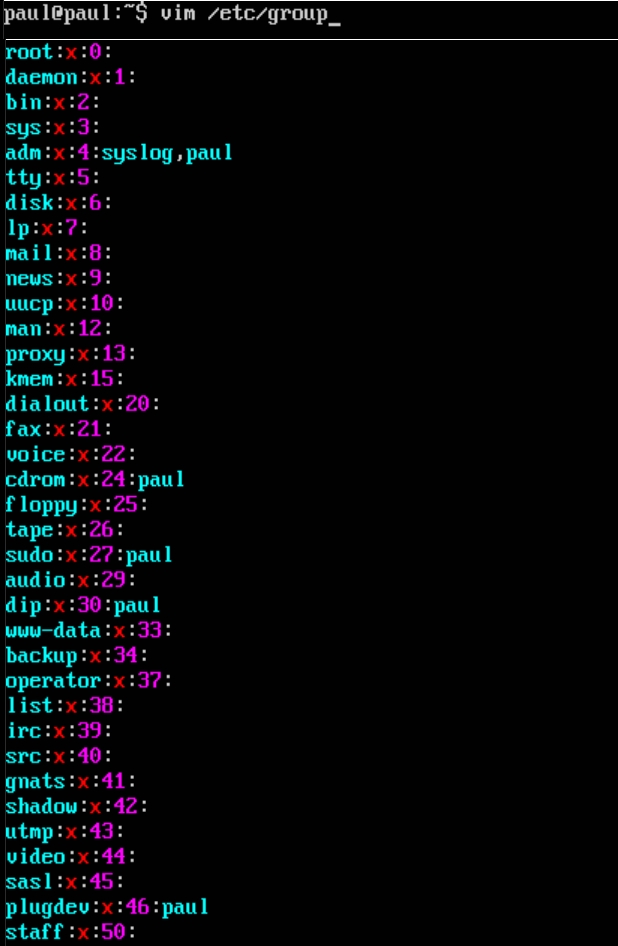 paul@paul:~$ vim /etc/group_
root:x:0:
daemon:x:1:
bin:x:2:
sys:x:3:
adm:x:4:syslog,paul
tty:x:5:
disk:x:6:
lp:x:7:
mail:x:8:
news:x:9:
uucp:x:10:
man:x:12:
proxy:x:13:
kmem:x:15:
dialout:x:20:
fax:x:21:
voice:x:22:
cdrom:x:24:paul
floppy:x:25:
tape:x:26:
sudo:x:27:paul
audio:x:29:
dip:x:30:paul
www-data:x:33:
backup:x:34:
operator:x:37:
list:x:38:
irc:x:39:
src:x:40:
gnats:x:41:
shadow:x:42:
utmp:x:43:
video:x:44:
sasl:x:45:
plugdev:x:46:paul
staff:x:50: